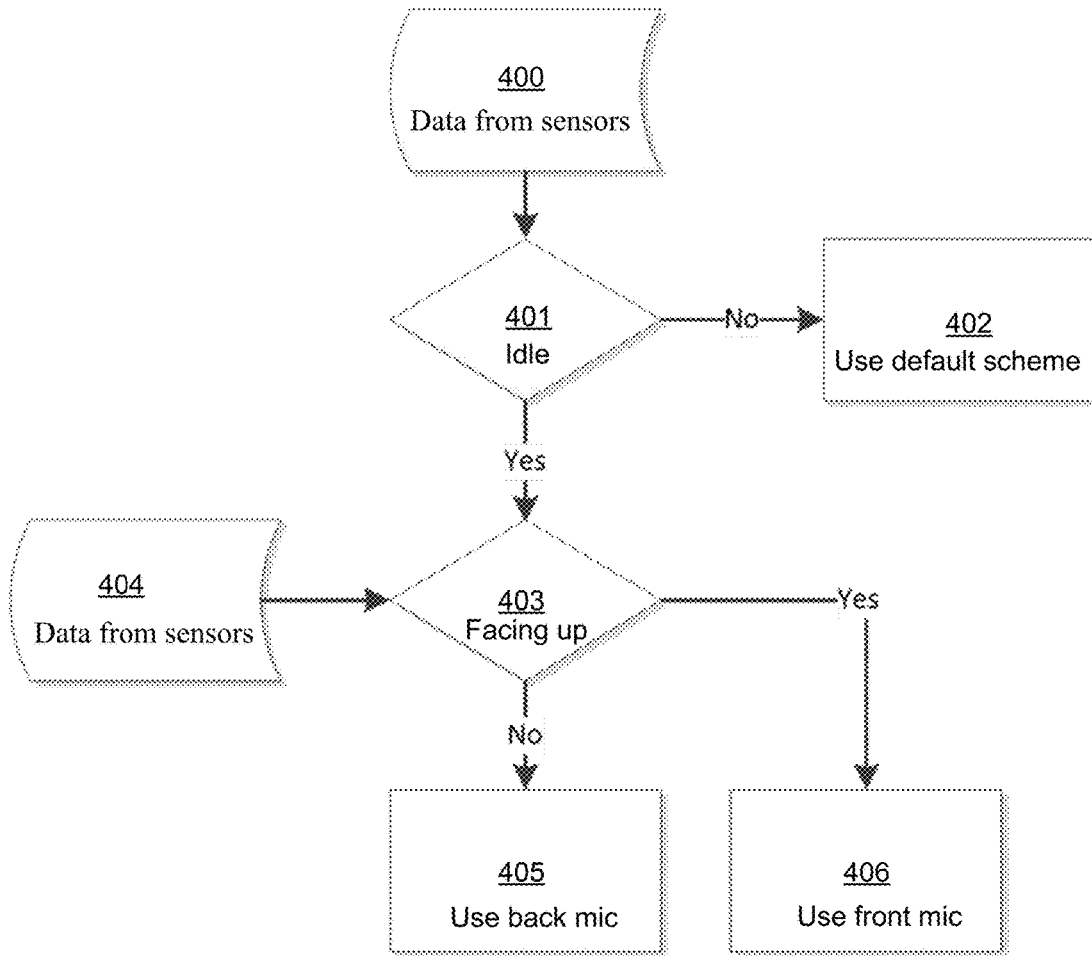 400
Data from sensors
401
Idle
No
402
Use default scheme
Yes
404
Data from sensors
403
Facing up
Yes
No
405
Use back mic
406
Use front mic